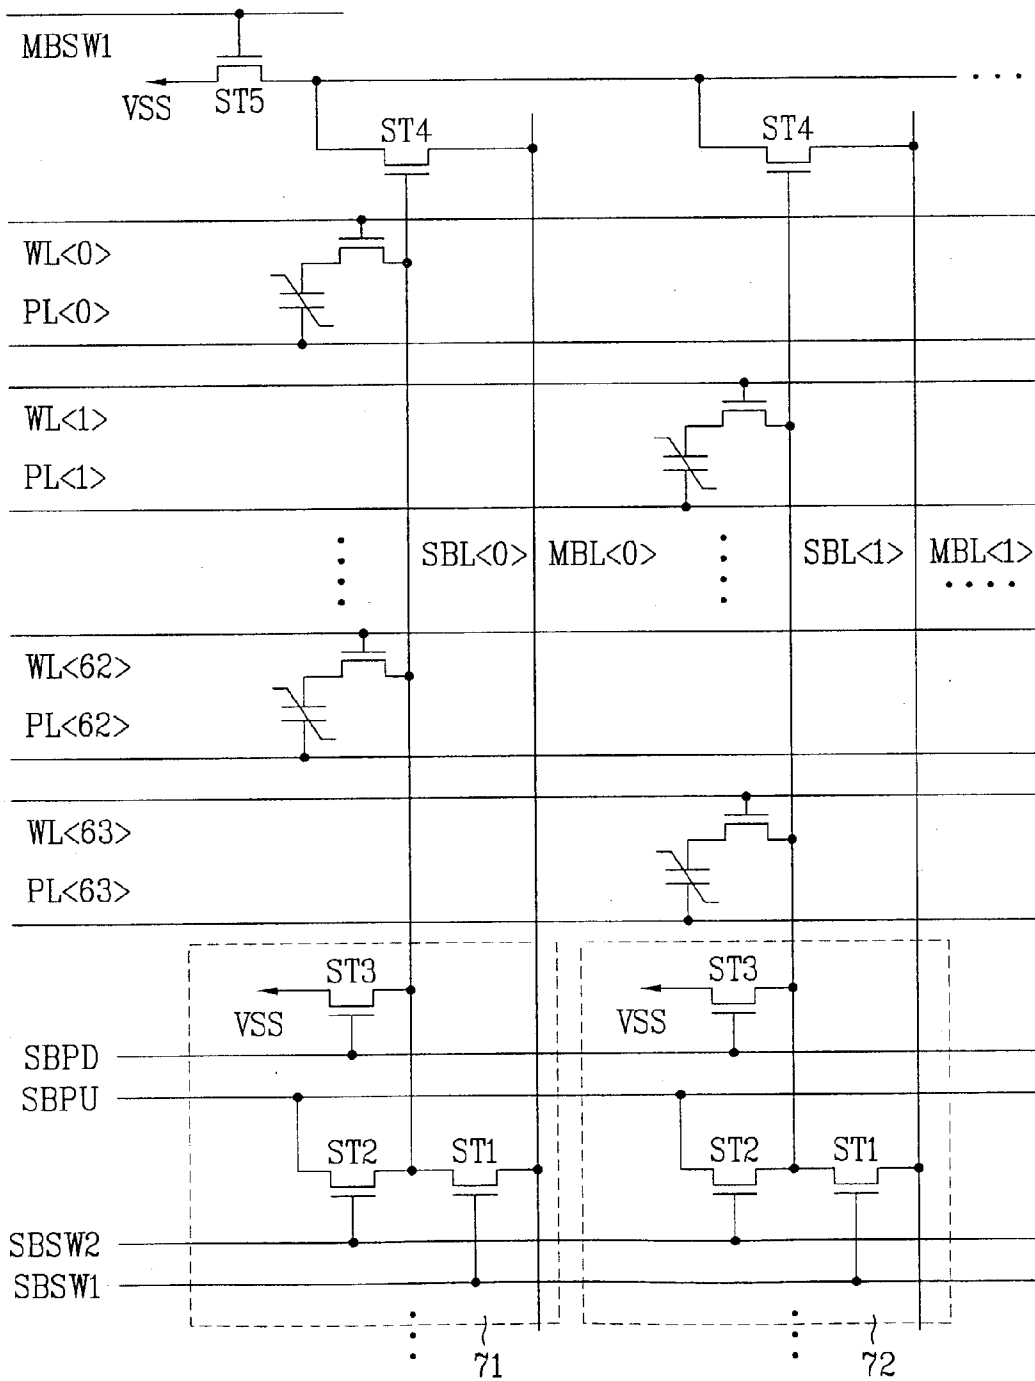 MBSW1
VSS ST5
ST4 ST4
WL<0>
PL<0>
WL<1>
PL<1>
SBL<0> MBL<0> SBL<1> MBL<1>
WL<62>
PL<62>
WL<63>
PL<63>
ST3 ST3
VSS VSS
SBPD
SBPU
ST2 ST1 ST2 ST1
SBSW2
SBSW1
71 72